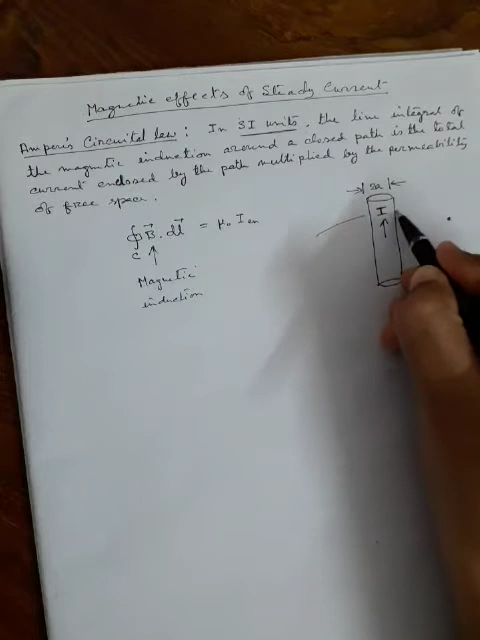 Magnetic effects of Steady Current
Ampere's Circuital law : In SI units, the line integral of
the magnetic induction around a closed path is the total
current enclosed by the path multiplied by the permeability
of free space.
∮ B⃗ . dl⃗ = μ₀ I en
C
Magnetic
induction
2a
I